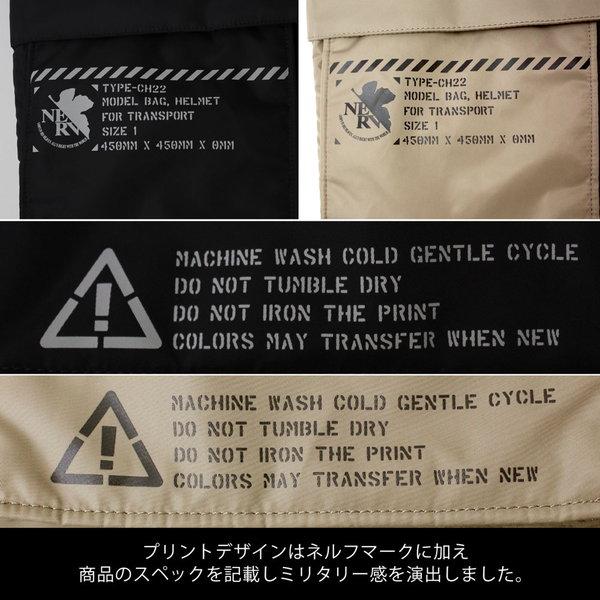 TYPE-CH22
MODEL BAG, HELMET
FOR TRANSPORT
SIZE 1
450MM X 450MM X 0MM
NERV
TYPE-CH22
MODEL BAG, HELMET
FOR TRANSPORT
SIZE 1
450MM X 450MM X 0MM
NERV
MACHINE WASH COLD GENTLE CYCLE
DO NOT TUMBLE DRY
DO NOT IRON THE PRINT
COLORS MAY TRANSFER WHEN NEW
MACHINE WASH COLD GENTLE CYCLE
DO NOT TUMBLE DRY
DO NOT IRON THE PRINT
COLORS MAY TRANSFER WHEN NEW
プリントデザインはネルフマークに加え
商品のスペックを記載しミリタリー感を演出しました。